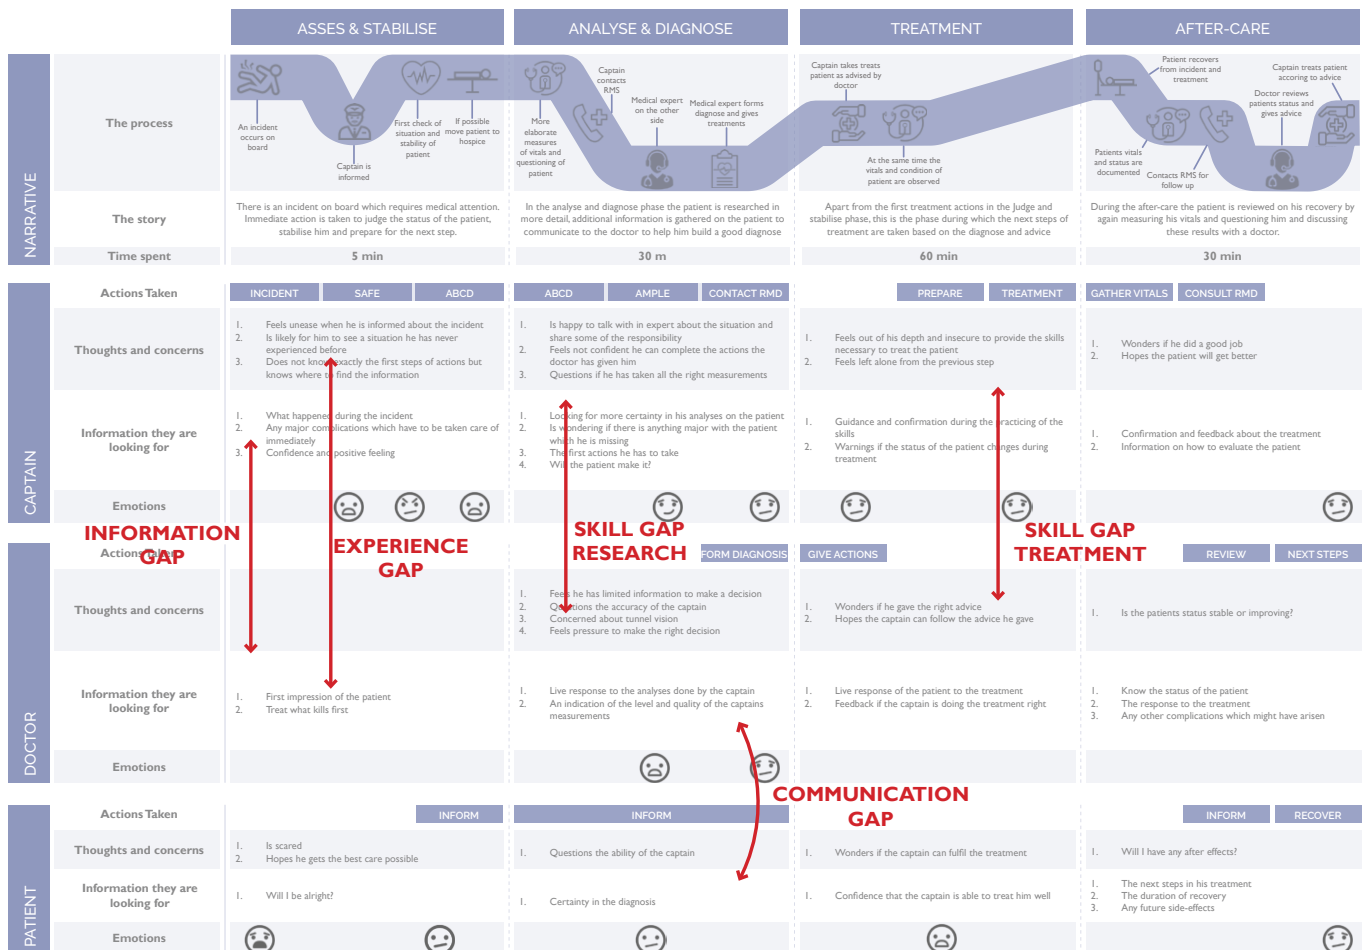 ASSES & STABILISE
ANALYSE & DIAGNOSE
TREATMENT
AFTER-CARE
NARRATIVE
The process
An incident
occurs on
board
Captain is
informed
First check of
situation and
stability of
patient
If possible
move patient to
hospice
More
elaborate
measures
of vitals and
questioning of
patient
Captain
contacts
RMS
Medical expert
on the other
side
Medical expert forms
diagnose and gives
treatments
Captain takes treats
patient as advised by
doctor
At the same time the
vitals and condition of
patient are observed
Patient recovers
from incident and
treatment
Patients vitals
and status are
documented
Contacts RMS for
follow up
Doctor reviews
patients status and
gives advice
Captain treats patient
accoring to advice
The story
There is an incident on board which requires medical attention.
Immediate action is taken to judge the status of the patient,
stabilise him and prepare for the next step.
In the analyse and diagnose phase the patient is researched in
more detail, additional information is gathered on the patient to
communicate to the doctor to help him build a good diagnose
Apart from the first treatment actions in the Judge and
stabilise phase, this is the phase during which the next steps of
treatment are taken based on the diagnose and advice
During the after-care the patient is reviewed on his recovery by
again measuring his vitals and questioning him and discussing
these results with a doctor.
Time spent
5 min
30 m
60 min
30 min
CAPTAIN
Actions Taken
INCIDENT
SAFE
ABCD
ABCD
AMPLE
CONTACT RMD
PREPARE
TREATMENT
GATHER VITALS
CONSULT RMD
Thoughts and concerns
1. Feels unease when he is informed about the incident
2. Is likely for him to see a situation he has never
experienced before
3. Does not know exactly the first steps of actions but
knows where to find the information
1. Is happy to talk with in expert about the situation and
share some of the responsibility
2. Feels not confident he can complete the actions the
doctor has given him
3. Questions if he has taken all the right measurements
1. Feels out of his depth and insecure to provide the skills
necessary to treat the patient
2. Feels left alone from the previous step
1. Wonders if he did a good job
2. Hopes the patient will get better
Information they are
looking for
1. What happened during the incident
2. Any major complications which have to be taken care of
immediately
3. Confidence and positive feeling
1. Looking for more certainty in his analyses on the patient
2. Is wondering if there is anything major with the patient
which he is missing
3. The first actions he has to take
4. Will the patient make it?
1. Guidance and confirmation during the practicing of the
skills
2. Warnings if the status of the patient changes during
treatment
1. Confirmation and feedback about the treatment
2. Information on how to evaluate the patient
Emotions
INFORMATION
GAP
EXPERIENCE
GAP
SKILL GAP
RESEARCH
SKILL GAP
TREATMENT
DOCTOR
Actions Taken
FORM DIAGNOSIS
GIVE ACTIONS
REVIEW
NEXT STEPS
Thoughts and concerns
1. Feels he has limited information to make a decision
2. Questions the accuracy of the captain
3. Concerned about tunnel vision
4. Feels pressure to make the right decision
1. Wonders if he gave the right advice
2. Hopes the captain can follow the advice he gave
1. Is the patients status stable or improving?
Information they are
looking for
1. First impression of the patient
2. Treat what kills first
1. Live response to the analyses done by the captain
2. An indication of the level and quality of the captains
measurements
1. Live response of the patient to the treatment
2. Feedback if the captain is doing the treatment right
1. Know the status of the patient
2. The response to the treatment
3. Any other complications which might have arisen
Emotions
COMMUNICATION
GAP
PATIENT
Actions Taken
INFORM
INFORM
INFORM
RECOVER
Thoughts and concerns
1. Is scared
2. Hopes he gets the best care possible
1. Questions the ability of the captain
1. Wonders if the captain can fulfil the treatment
1. Will I have any after effects?
Information they are
looking for
1. Will I be alright?
1. Certainty in the diagnosis
1. Confidence that the captain is able to treat him well
1. The next steps in his treatment
2. The duration of recovery
3. Any future side-effects
Emotions